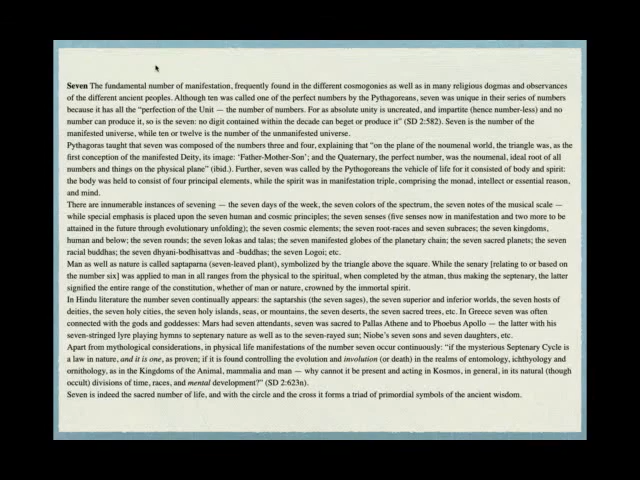 Seven The fundamental number of manifestation, frequently found in the different cosmogonies as well as in many religious dogmas and observances
of the different ancient peoples. Although ten was called one of the perfect numbers by the Pythagoreans, seven was unique in their series of numbers
because it has all the “perfection of the Unit — the number of numbers. For as absolute unity is uncreated, and impartite (hence number-less) and no
number can produce it, so is the seven: no digit contained within the decade can beget or produce it” (SD 2:582). Seven is the number of the
manifested universe, while ten or twelve is the number of the unmanifested universe.
Pythagoras taught that seven was composed of the numbers three and four, explaining that “on the plane of the noumenal world, the triangle was, as the
first conception of the manifested Deity, its image: ‘Father-Mother-Son’; and the Quaternary, the perfect number, was the noumenal, ideal root of all
numbers and things on the physical plane” (ibid.). Further, seven was called by the Pythagoreans the vehicle of life for it consisted of body and spirit:
the body was held to consist of four principal elements, while the spirit was in manifestation triple, comprising the monad, intellect or essential reason,
and mind.
There are innumerable instances of sevening — the seven days of the week, the seven colors of the spectrum, the seven notes of the musical scale —
while special emphasis is placed upon the seven human and cosmic principles; the seven senses (five senses now in manifestation and two more to be
attained in the future through evolutionary unfolding); the seven cosmic elements; the seven root-races and seven subraces; the seven kingdoms,
human and below; the seven rounds; the seven lokas and talas; the seven manifested globes of the planetary chain; the seven sacred planets; the seven
racial buddhas; the seven dhyani-bodhisattvas and -buddhas; the seven Logoi; etc.
Man as well as nature is called saptaparna (seven-leaved plant), symbolized by the triangle above the square. While the senary [relating to or based on
the number six] was applied to man in all ranges from the physical to the spiritual, when completed by the atman, thus making the septenary, the latter
signified the entire range of the constitution, whether of man or nature, crowned by the immortal spirit.
In Hindu literature the number seven continually appears: the saptarshis (the seven sages), the seven superior and inferior worlds, the seven hosts of
deities, the seven holy cities, the seven holy islands, seas, or mountains, the seven deserts, the seven sacred trees, etc. In Greece seven was often
connected with the gods and goddesses: Mars had seven attendants, seven was sacred to Pallas Athene and to Phoebus Apollo — the latter with his
seven-stringed lyre playing hymns to septenary nature as well as to the seven-rayed sun; Niobe’s seven sons and seven daughters, etc.
Apart from mythological considerations, in physical life manifestations of the number seven occur continuously: “if the mysterious Septenary Cycle is
a law in nature, and it is one, as proven; if it is found controlling the evolution and involution (or death) in the realms of entomology, ichthyology and
ornithology, as in the Kingdoms of the Animal, mammalia and man — why cannot it be present and acting in Kosmos, in general, in its natural (though
occult) divisions of time, races, and mental development?” (SD 2:623n).
Seven is indeed the sacred number of life, and with the circle and the cross it forms a triad of primordial symbols of the ancient wisdom.